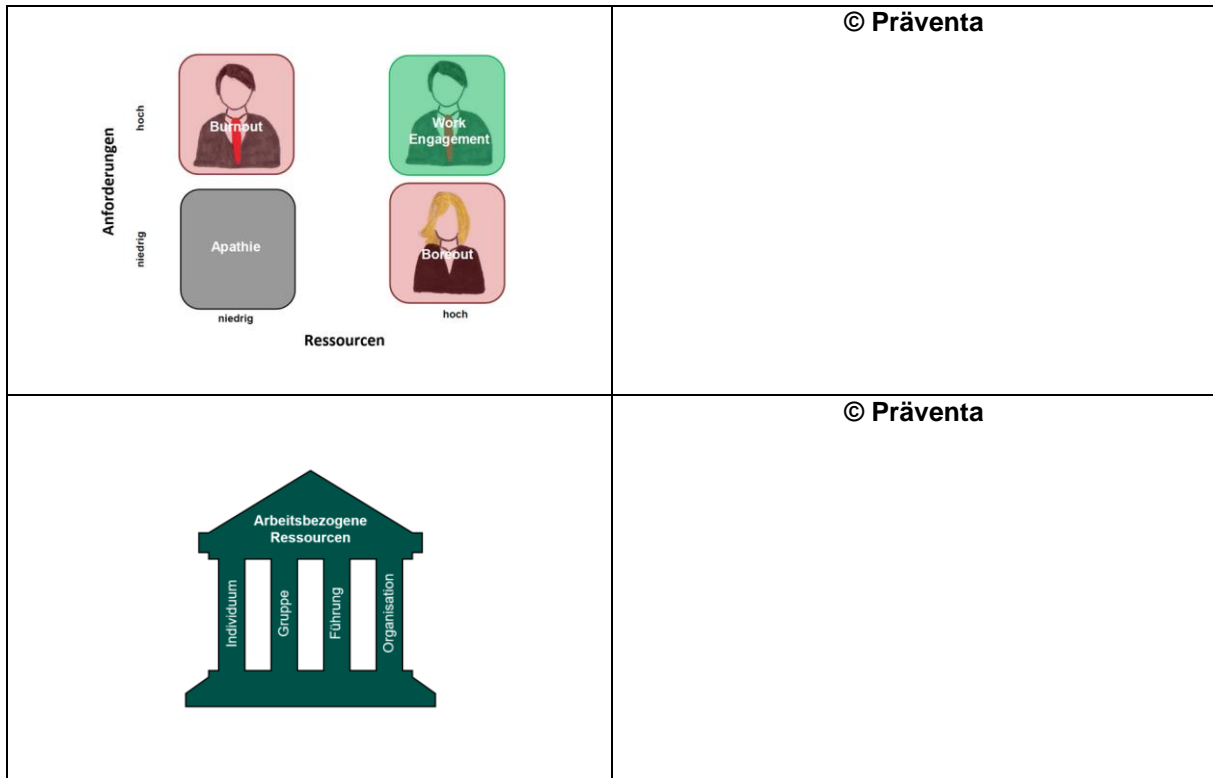 © Präventa
Anforderungen
hoch
niedrig
Burnout
Work
Engagement
Apathie
Boreout
niedrig
hoch
Ressourcen
© Präventa
Arbeitsbezogene
Ressourcen
Individuum
Gruppe
Führung
Organisation